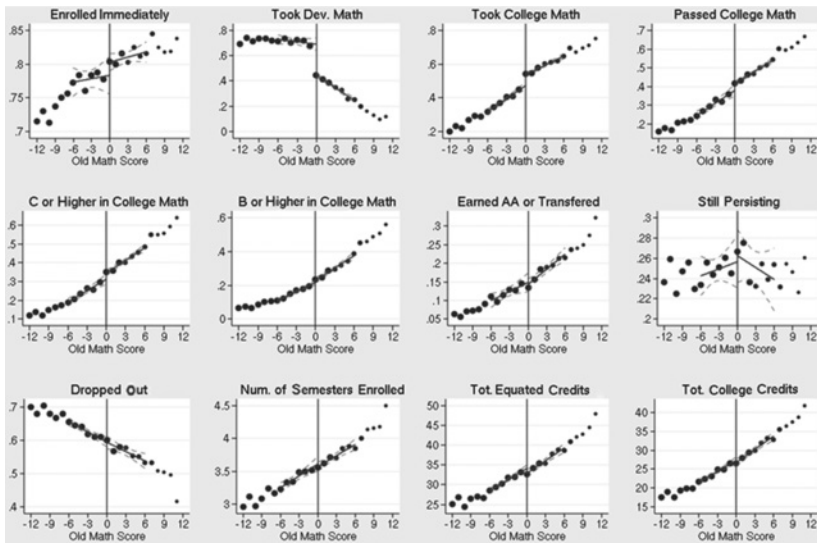 Enrolled Immediately
.85
.8
.75
.7
-12 -9 -6 -3 0 3 6 9 12
Old Math Score
Took Dev. Math
.8
.6
.4
.2
0
-12 -9 -6 -3 0 3 6 9 12
Old Math Score
Took College Math
.8
.6
.4
.2
-12 -9 -6 -3 0 3 6 9 12
Old Math Score
Passed College Math
.7
.6
.5
.4
.3
.2
-12 -9 -6 -3 0 3 6 9 12
Old Math Score
C or Higher in College Math
.6
.5
.4
.3
.2
.1
-12 -9 -6 -3 0 3 6 9 12
Old Math Score
B or Higher in College Math
.6
.4
.2
0
-12 -9 -6 -3 0 3 6 9 12
Old Math Score
Earned AA or Transfered
.3
.25
.2
.15
.1
.05
-12 -9 -6 -3 0 3 6 9 12
Old Math Score
Still Persisting
.3
.28
.26
.24
.22
.2
-12 -9 -6 -3 0 3 6 9 12
Old Math Score
Dropped Out
.7
.6
.5
.4
-12 -9 -6 -3 0 3 6 9 12
Old Math Score
Num. of Semesters Enrolled
4.5
4
3.5
3
-12 -9 -6 -3 0 3 6 9 12
Old Math Score
Tot. Equated Credits
50
45
40
35
30
25
-12 -9 -6 -3 0 3 6 9 12
Old Math Score
Tot. College Credits
40
35
30
25
20
15
-12 -9 -6 -3 0 3 6 9 12
Old Math Score